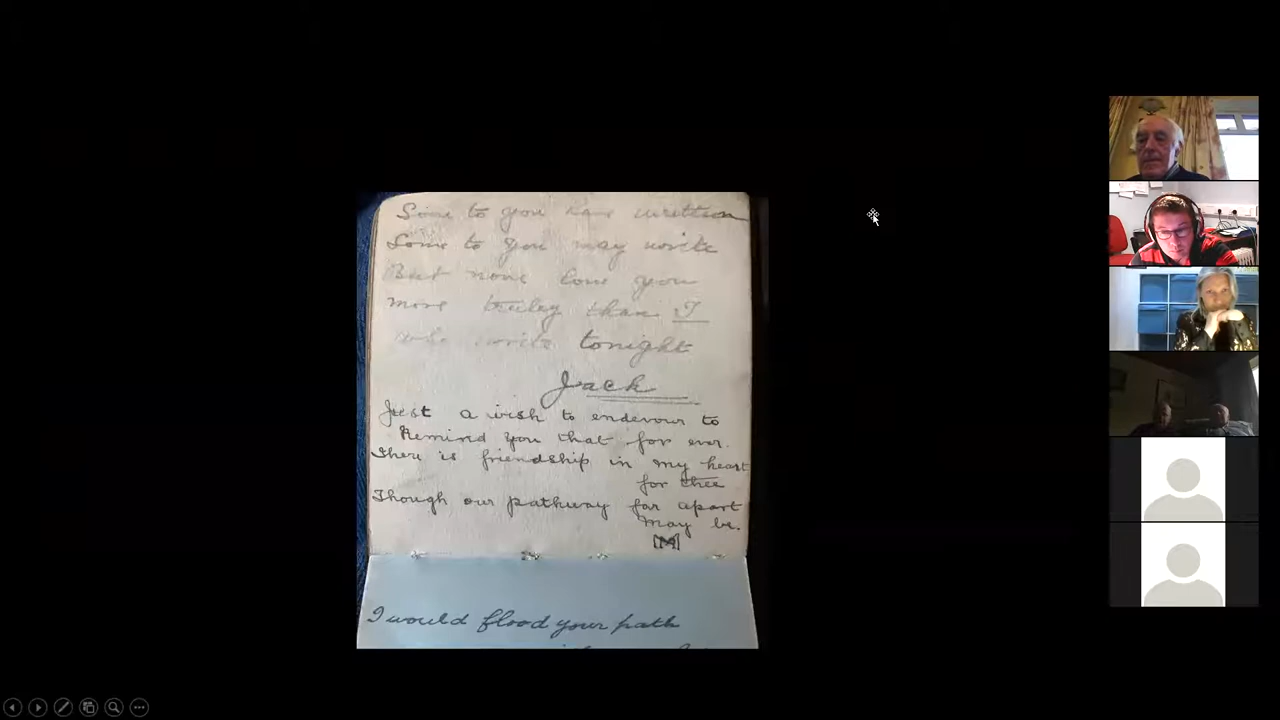 Some to you have written
Some to you may write
But none love you
more truley than I
who write tonight
Jack
Just a wish to endevour to
Remind you that for ever.
There is friendship in my heart
for thee
Though our pathway far apart
May be.
M
I would flood your path